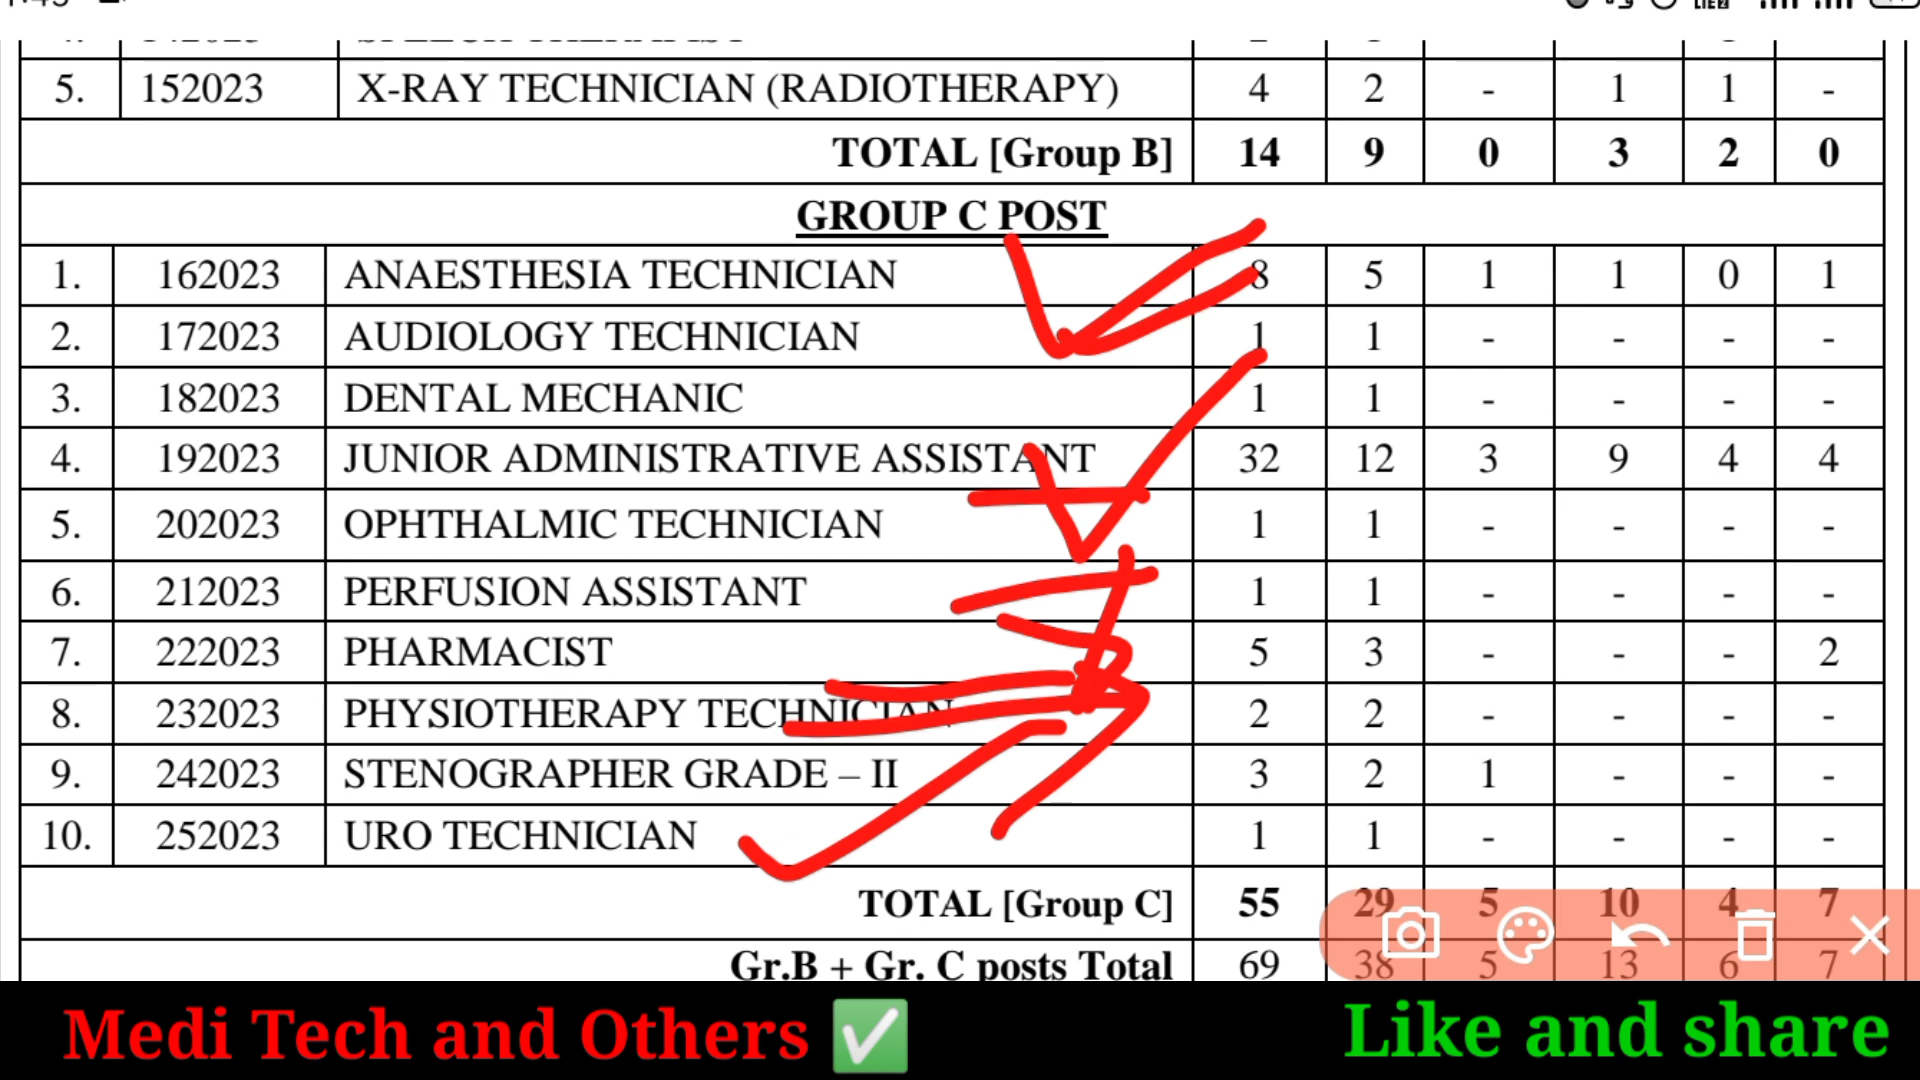 5. 152023 X-RAY TECHNICIAN (RADIOTHERAPY) 4 2 - 1 1 -
TOTAL [Group B] 14 9 0 3 2 0
GROUP C POST
1. 162023 ANAESTHESIA TECHNICIAN 8 5 1 1 0 1
2. 172023 AUDIOLOGY TECHNICIAN 1 1 - - - -
3. 182023 DENTAL MECHANIC 1 1 - - - -
4. 192023 JUNIOR ADMINISTRATIVE ASSISTANT 32 12 3 9 4 4
5. 202023 OPHTHALMIC TECHNICIAN 1 1 - - - -
6. 212023 PERFUSION ASSISTANT 1 1 - - - -
7. 222023 PHARMACIST 5 3 - - - 2
8. 232023 PHYSIOTHERAPY TECHNICIAN 2 2 - - - -
9. 242023 STENOGRAPHER GRADE – II 3 2 1 - - -
10. 252023 URO TECHNICIAN 1 1 - - - -
TOTAL [Group C] 55 29 5 10 4 7
Gr.B + Gr. C posts Total 69 38 5 13 6 7
Medi Tech and Others ✅ Like and share